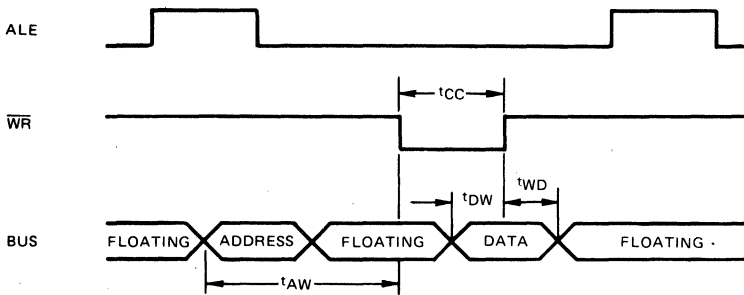 ALE
tCC
WR
tDW
tWD
BUS
FLOATING ADDRESS FLOATING DATA FLOATING
tAW